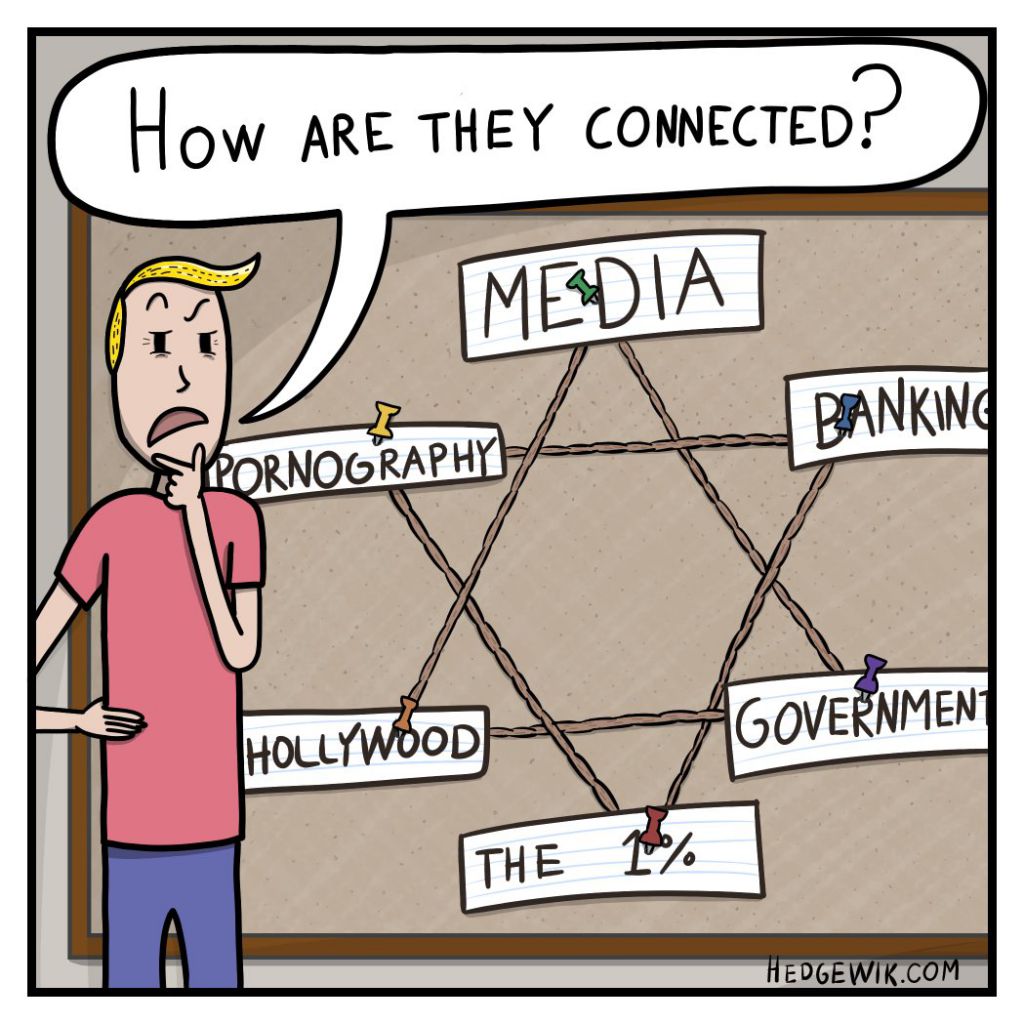 HOW ARE THEY CONNECTED?
MEDIA
BANKING
PORNOGRAPHY
HOLLYWOOD
GOVERNMENT
THE 1%
HEDGEWIK.COM